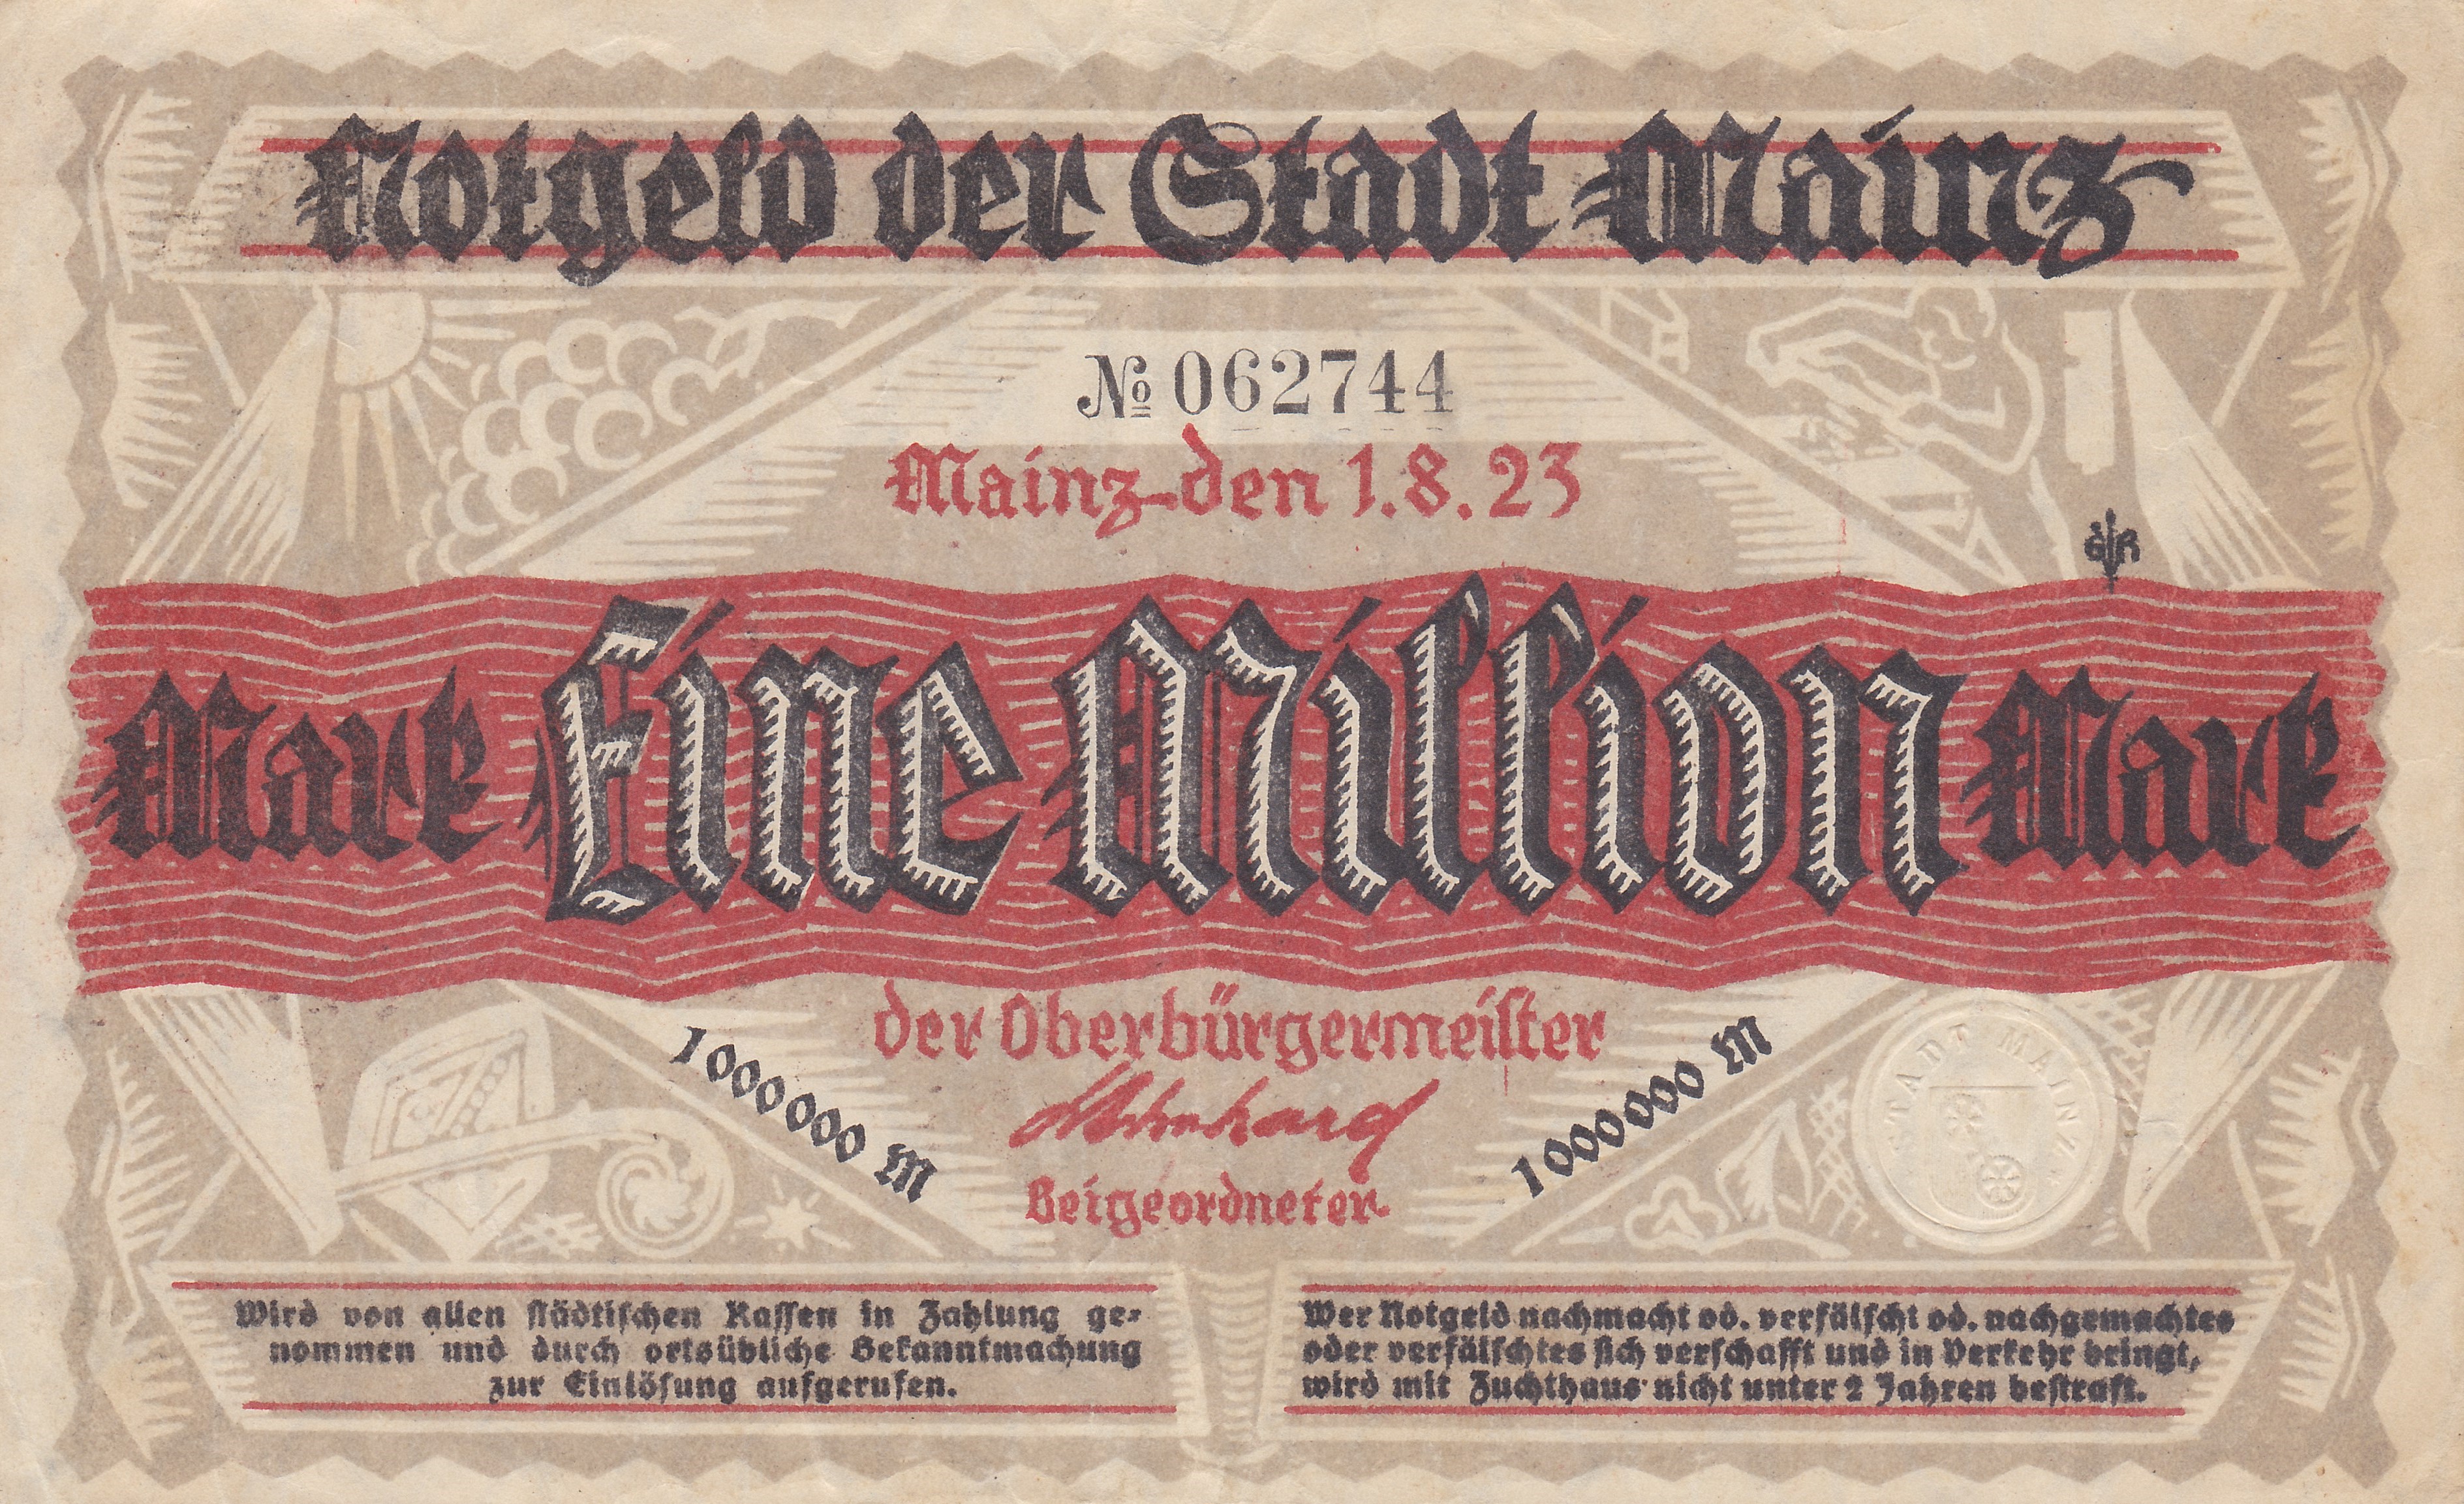 Notgeld der Stadt Mainz
№ 062744
Mainz den 1.8.23
Mark Eine Million Mark
der Oberbürgermeister
1000000 M
1000000 M
Beigeordneter
STADT MAINZ
Wird von allen städtischen Kassen in Zahlung ge-
nommen und durch ortsübliche Bekanntmachung
zur Einlösung aufgerufen.
Wer Notgeld nachmacht od. verfälscht od. nachgemachtes
oder verfälschtes sich verschafft und in Verkehr bringt,
wird mit Zuchthaus nicht unter 2 Jahren bestraft.